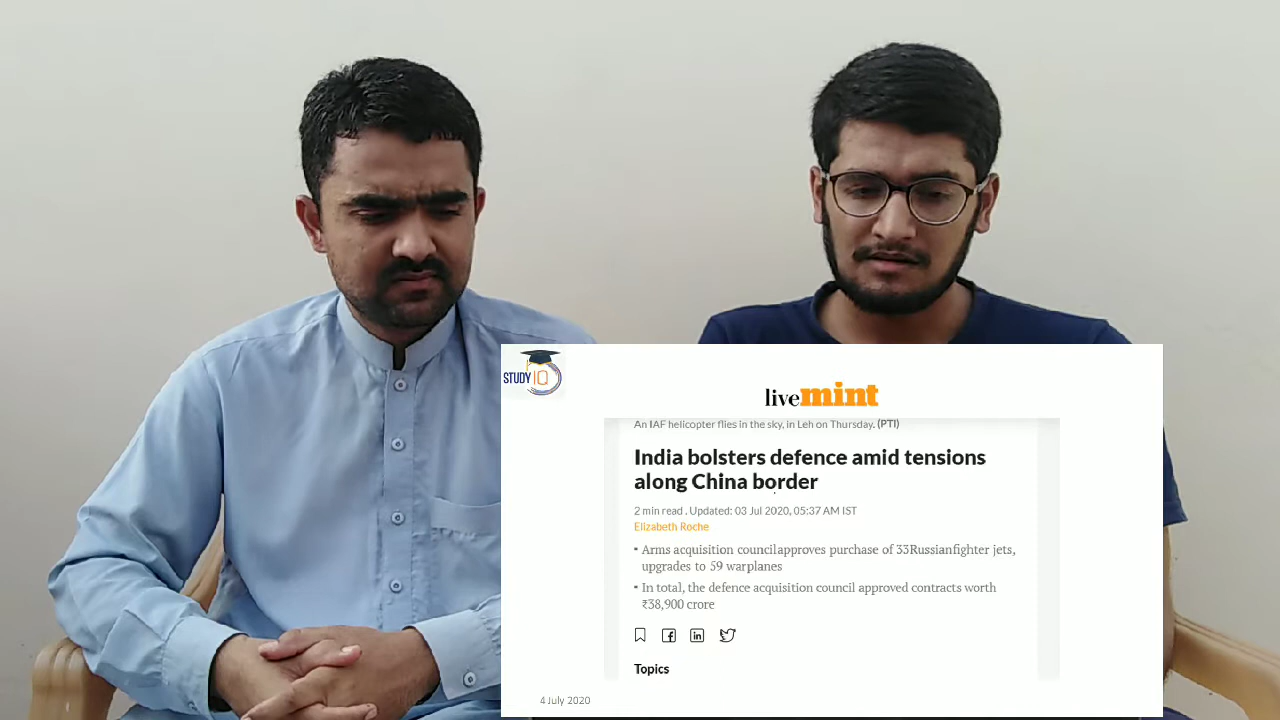 STUDY IQ
livemint
An IAF helicopter flies in the sky, in Leh on Thursday. (PTI)
India bolsters defence amid tensions
along China border
2 min read . Updated: 03 Jul 2020, 05:37 AM IST
Elizabeth Roche
• Arms acquisition councilapproves purchase of 33Russianfighter jets,
upgrades to 59 warplanes
• In total, the defence acquisition council approved contracts worth
₹38,900 crore
Topics
4 July 2020